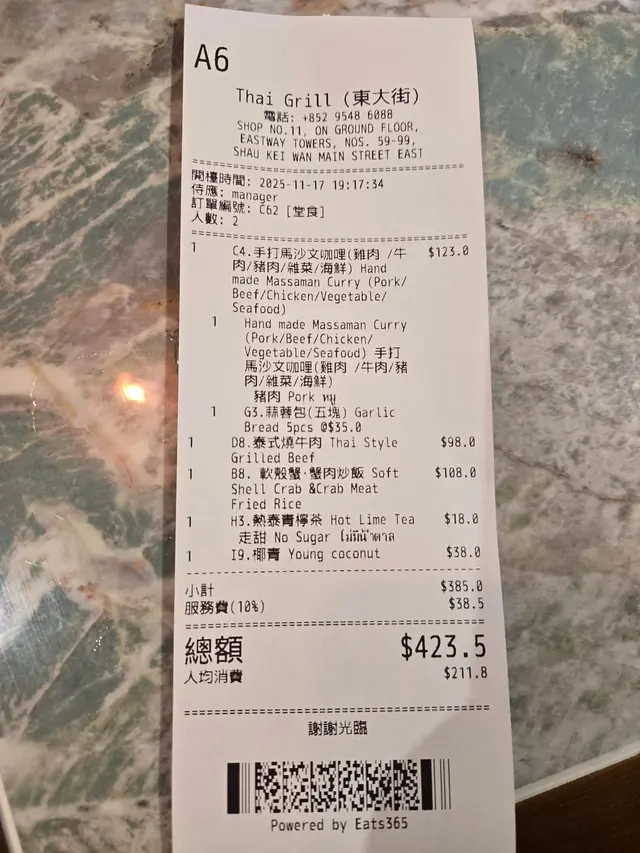 A6
Thai Grill (東大街)
電話: +852 9548 6088
SHOP NO.11, ON GROUND FLOOR,
EASTWAY TOWERS, NOS. 59-99,
SHAU KEI WAN MAIN STREET EAST
開檯時間: 2025-11-17 19:17:34
侍應: manager
訂單編號: C62 [堂食]
人數: 2
1 C4.手打馬沙文咖哩(雞肉 /牛 $123.0
肉/豬肉/雜菜/海鮮) Hand
made Massaman Curry (Pork/
Beef/Chicken/Vegetable/
Seafood)
1 Hand made Massaman Curry
(Pork/Beef/Chicken/
Vegetable/Seafood) 手打
馬沙文咖哩(雞肉 /牛肉/豬
肉/雜菜/海鮮)
豬肉 Pork หมู
1 G3.蒜蓉包(五塊) Garlic
Bread 5pcs @$35.0
1 D8.泰式燒牛肉 Thai Style $98.0
Grilled Beef
1 B8. 軟殼蟹·蟹肉炒飯 Soft $108.0
Shell Crab &Crab Meat
Fried Rice
1 H3.熱泰青檸茶 Hot Lime Tea $18.0
走甜 No Sugar ไม่มีน้ำตาล
1 I9.椰青 Young coconut $38.0
小計 $385.0
服務費(10%) $38.5
總額 $423.5
人均消費 $211.8
謝謝光臨
Powered by Eats365